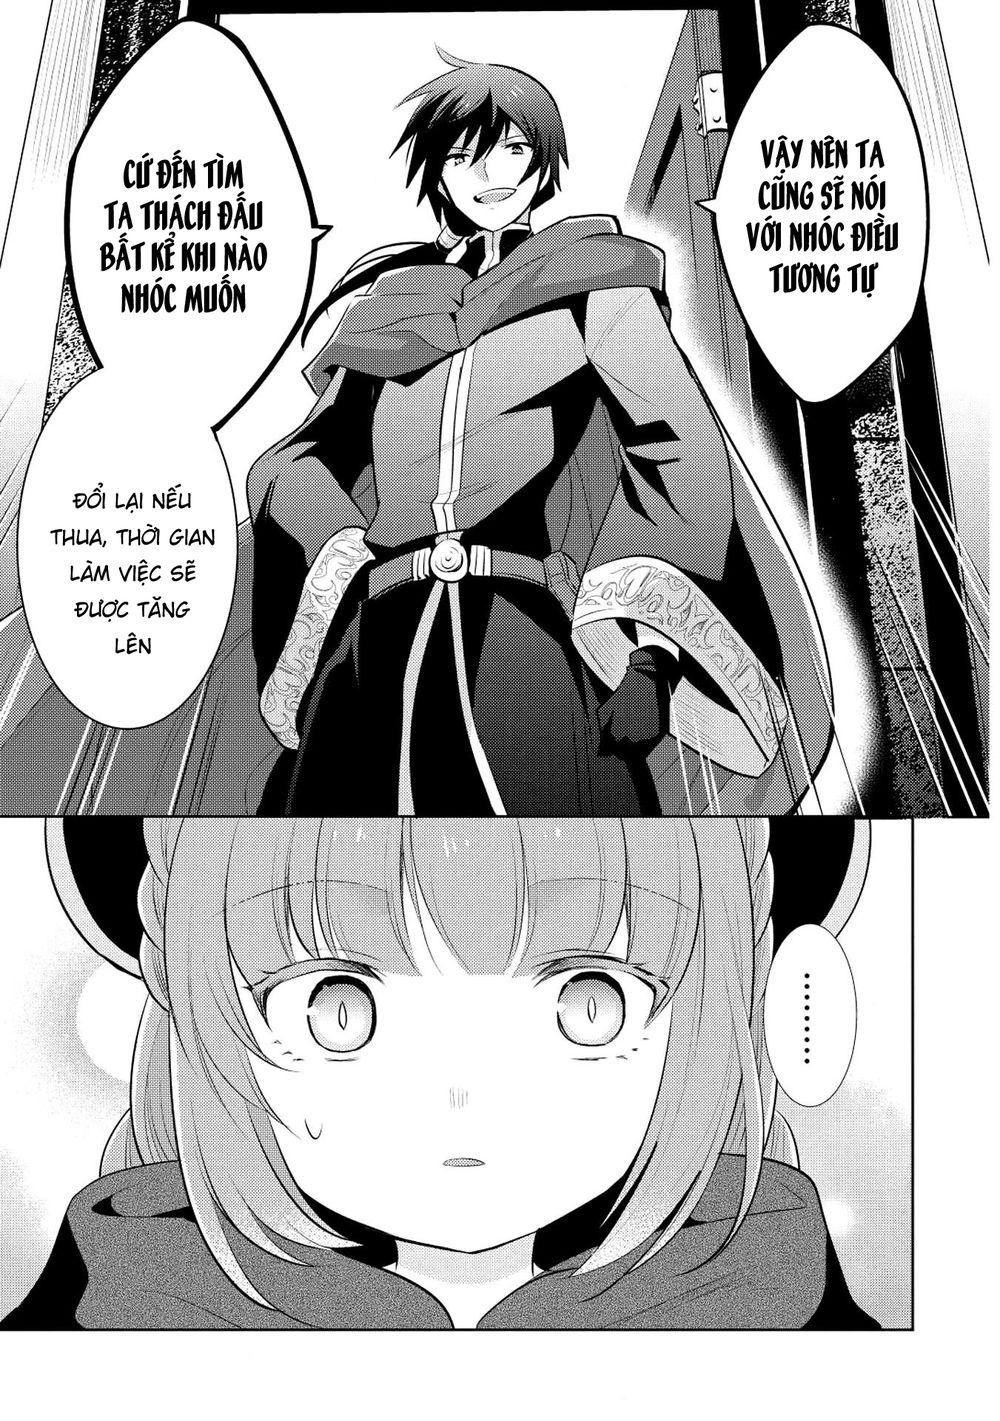 VẬY NÊN TA
CŨNG SẼ NÓI
VỚI NHÓC ĐIỀU
TƯƠNG TỰ
CỨ ĐẾN TÌM
TA THÁCH ĐẤU
BẤT KỂ KHI NÀO
NHÓC MUỐN
ĐỔI LẠI NẾU
THUA, THỜI GIAN
LÀM VIỆC SẼ
ĐƯỢC TĂNG
LÊN
.........